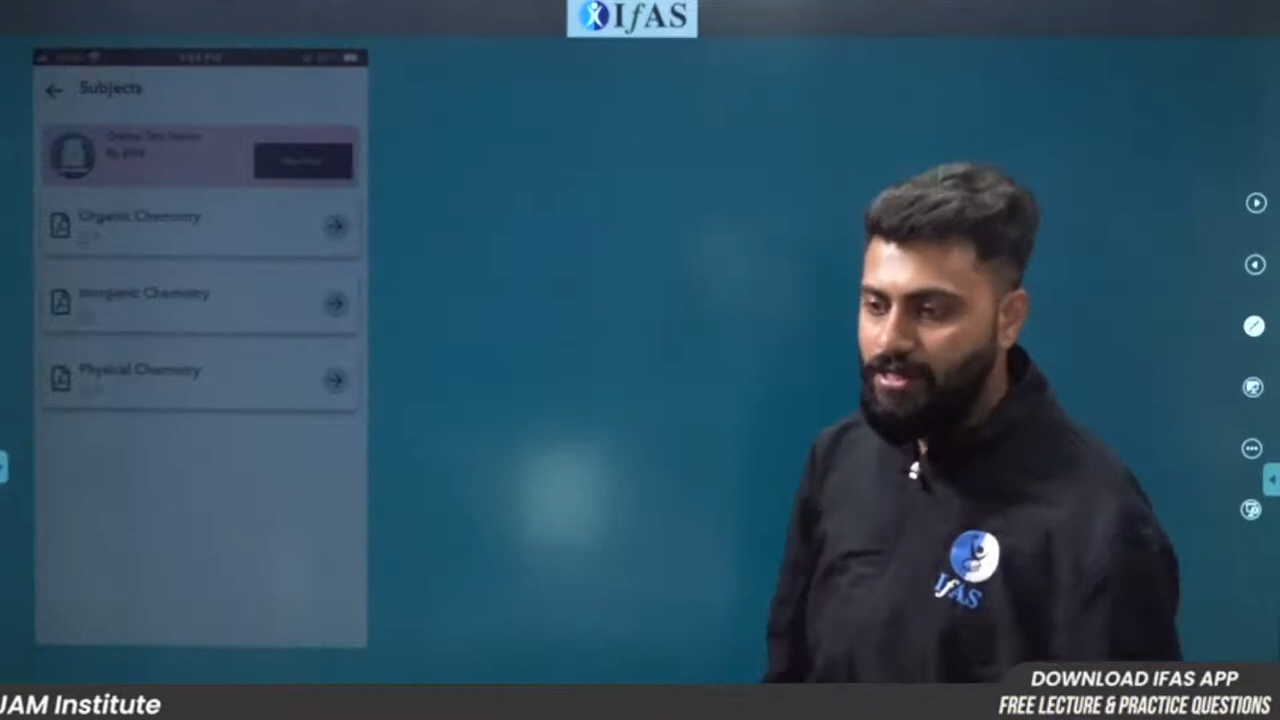 IfAS
Subjects
Organic Chemistry
Inorganic Chemistry
Physical Chemistry
IfAS
DOWNLOAD IFAS APP
JAM Institute
FREE LECTURE & PRACTICE QUESTIONS